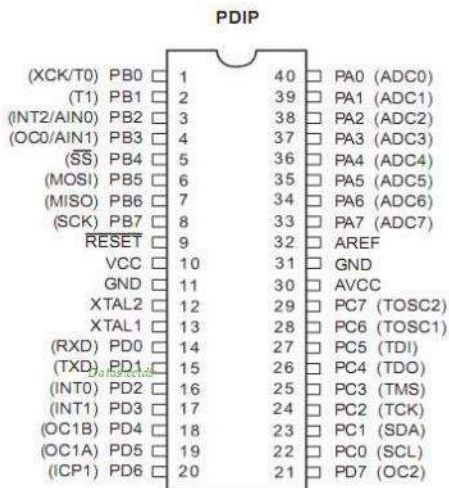 PDIP
(XCK/T0) PB0 1 40 PA0 (ADC0)
(T1) PB1 2 39 PA1 (ADC1)
(INT2/AIN0) PB2 3 38 PA2 (ADC2)
(OC0/AIN1) PB3 4 37 PA3 (ADC3)
(SS) PB4 5 36 PA4 (ADC4)
(MOSI) PB5 6 35 PA5 (ADC5)
(MISO) PB6 7 34 PA6 (ADC6)
(SCK) PB7 8 33 PA7 (ADC7)
RESET 9 32 AREF
VCC 10 31 GND
GND 11 30 AVCC
XTAL2 12 29 PC7 (TOSC2)
XTAL1 13 28 PC6 (TOSC1)
(RXD) PD0 14 27 PC5 (TDI)
(TXD) PD1 15 26 PC4 (TDO)
(INT0) PD2 16 25 PC3 (TMS)
(INT1) PD3 17 24 PC2 (TCK)
(OC1B) PD4 18 23 PC1 (SDA)
(OC1A) PD5 19 22 PC0 (SCL)
(ICP1) PD6 20 21 PD7 (OC2)